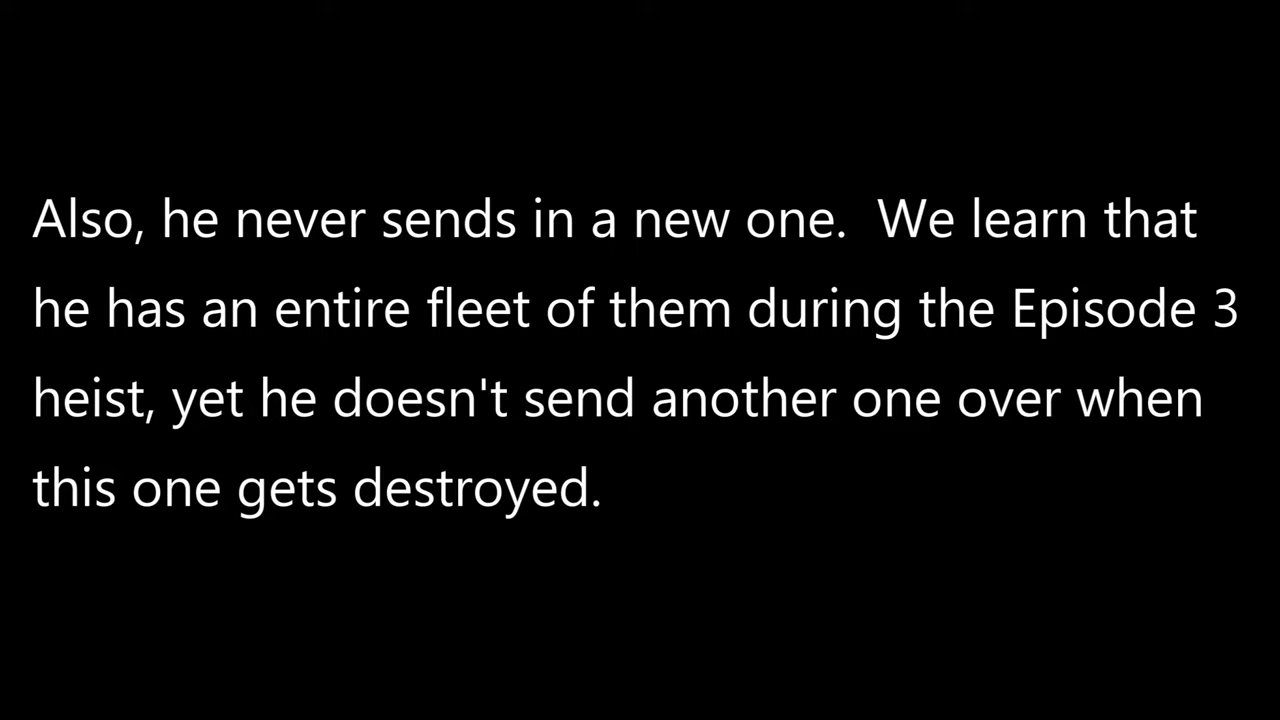 Also, he never sends in a new one.  We learn that
he has an entire fleet of them during the Episode 3
heist, yet he doesn't send another one over when
this one gets destroyed.